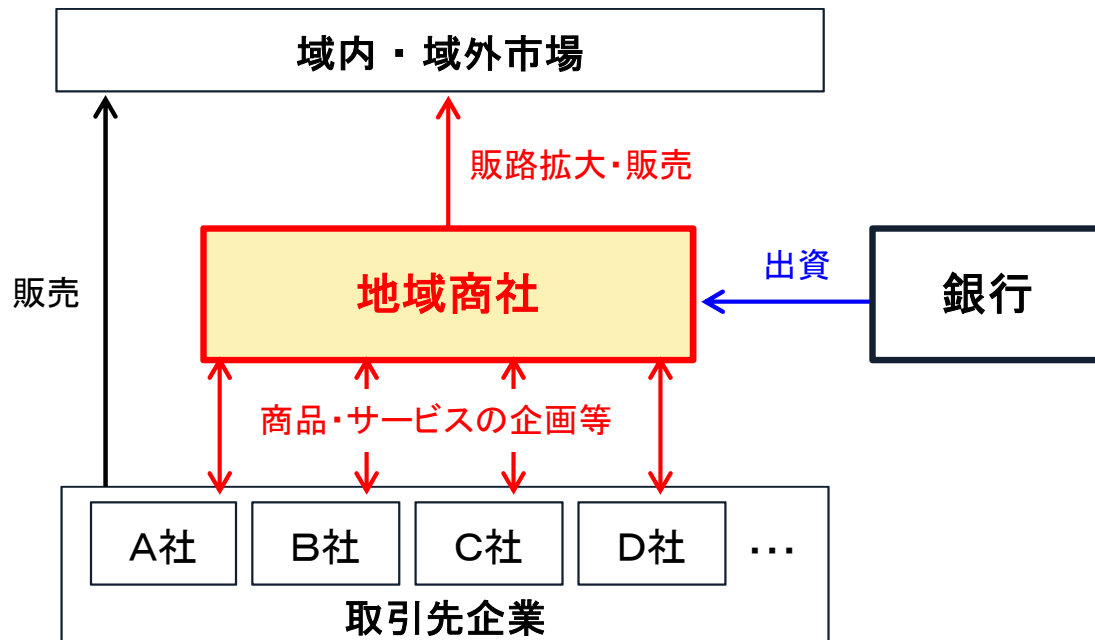 域内・域外市場
販路拡大・販売
出資
地域商社
銀行
販売
商品・サービスの企画等
A社
B社
C社
D社
…
取引先企業